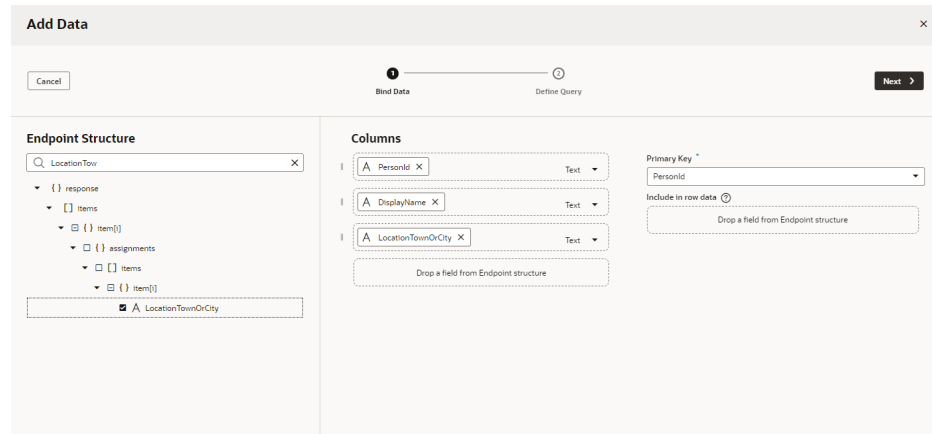 Add Data
×
Cancel
1
Bind Data
2
Define Query
Next >
Endpoint Structure
LocationTow ×
{ } response
[ ] items
{ } item[i]
{ } assignments
[ ] items
{ } item[i]
A LocationTownOrCity
Columns
A PersonId × Text
A DisplayName × Text
A LocationTownOrCity × Text
Drop a field from Endpoint structure
Primary Key *
PersonId
Include in row data ?
Drop a field from Endpoint structure